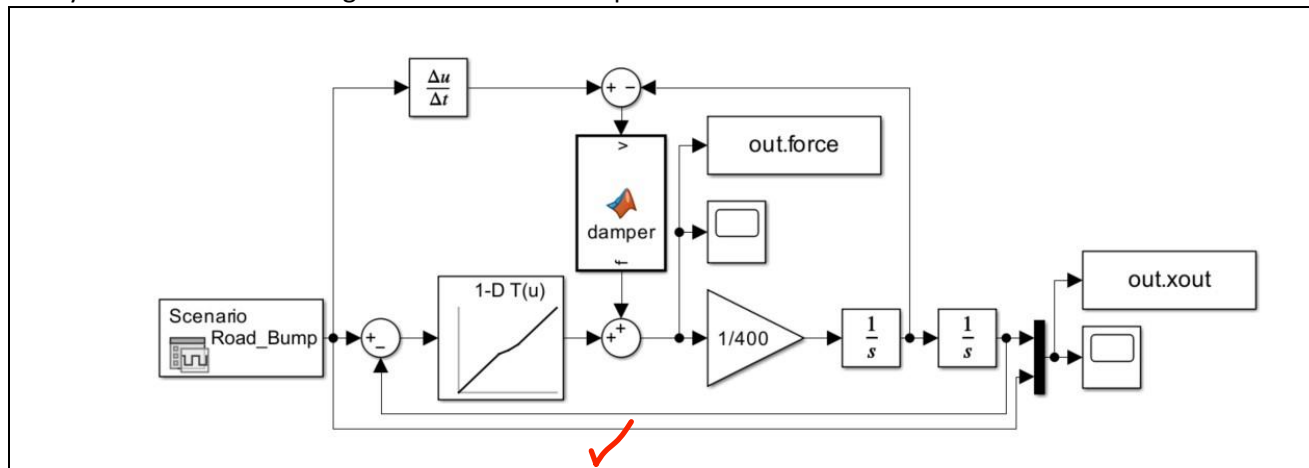 Δu
Δt
+ −
v
damper
f
out.force
1-D T(u)
Scenario
Road_Bump
+
−
+
+
1/400
1
s
1
s
out.xout